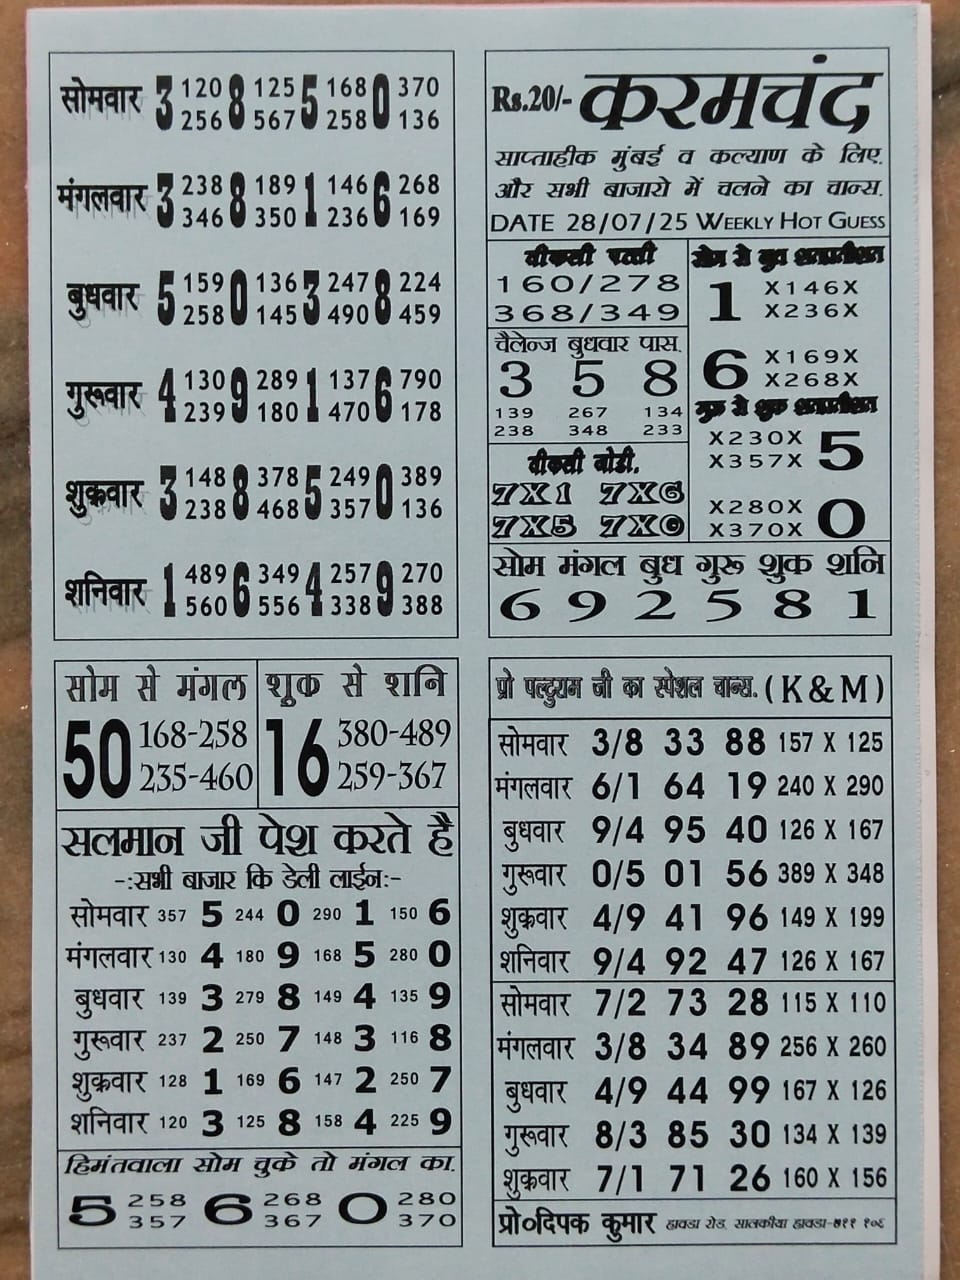 सोमवार 3 120 256 8 125 567 5 168 258 0 370 136
मंगलवार 3 238 346 8 189 350 1 146 236 6 268 169
बुधवार 5 159 258 0 136 145 3 247 490 8 224 459
गुरूवार 4 130 239 9 289 180 1 137 470 6 790 178
शुक्रवार 3 148 238 8 378 468 5 249 357 0 389 136
शनिवार 1 489 560 6 349 556 4 257 338 9 270 388
Rs.20/- करमचंद
साप्ताहीक मुंबई व कल्याण के लिए.
और सभी बाजारो में चलने का चान्स.
DATE 28/07/25 WEEKLY HOT GUESS
वीकली पत्ती
160/278
368/349
चैलेन्ज बुधवार पास.
3 5 8
139 267 134
238 348 233
वीकली जोडी.
7X1 7X6
7X5 7X0
सोम से बुध
1 X146X
X236X
6 X169X
X268X
गुरू से शुक्र
X230X 5
X357X
X280X 0
X370X
सोम मंगल बुध गुरू शुक शनि
6 9 2 5 8 1
सोम से मंगल
50 168-258
235-460
शुक से शनि
16 380-489
259-367
सलमान जी पेश करते है
-:सभी बाजार कि डेली लाईन:-
सोमवार 357 5 244 0 290 1 150 6
मंगलवार 130 4 180 9 168 5 280 0
बुधवार 139 3 279 8 149 4 135 9
गुरूवार 237 2 250 7 148 3 116 8
शुक्रवार 128 1 169 6 147 2 250 7
शनिवार 120 3 125 8 158 4 225 9
हिमंतवाला सोम चुके तो मंगल का.
5 258 6 268 0 280
357 367 370
प्रो पल्टुराम जी का स्पेशल चान्स. (K&M)
सोमवार 3/8 33 88 157 X 125
मंगलवार 6/1 64 19 240 X 290
बुधवार 9/4 95 40 126 X 167
गुरूवार 0/5 01 56 389 X 348
शुक्रवार 4/9 41 96 149 X 199
शनिवार 9/4 92 47 126 X 167
सोमवार 7/2 73 28 115 X 110
मंगलवार 3/8 34 89 256 X 260
बुधवार 4/9 44 99 167 X 126
गुरूवार 8/3 85 30 134 X 139
शुक्रवार 7/1 71 26 160 X 156
प्रो०दिपक कुमार हावडा रोड, सालकीया हावडा-७११ १०६